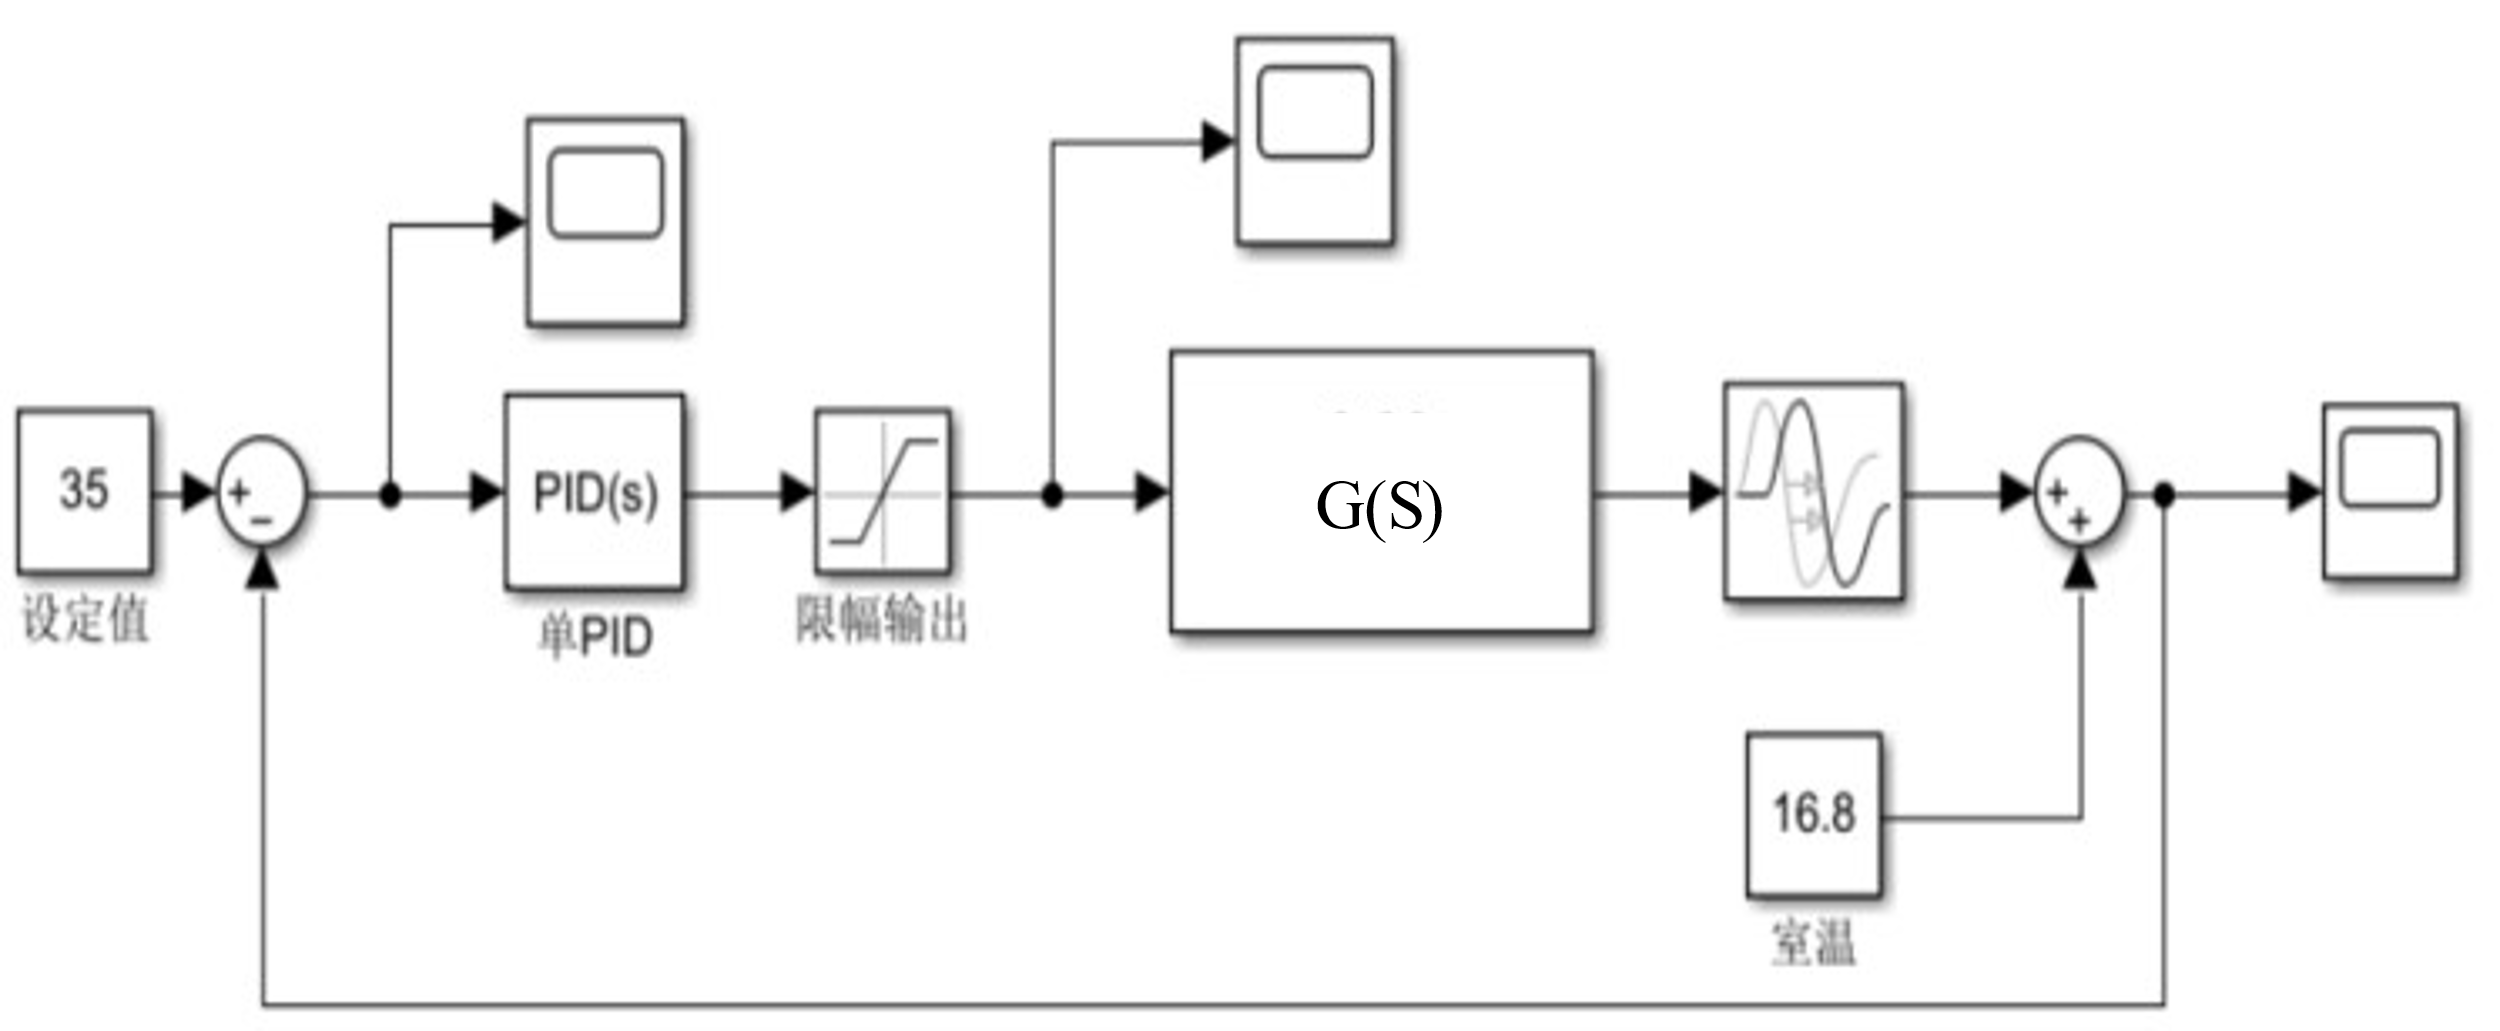 35
+
−
设定值
PID(s)
单PID
限幅输出
G(S)
+
+
16.8
室温